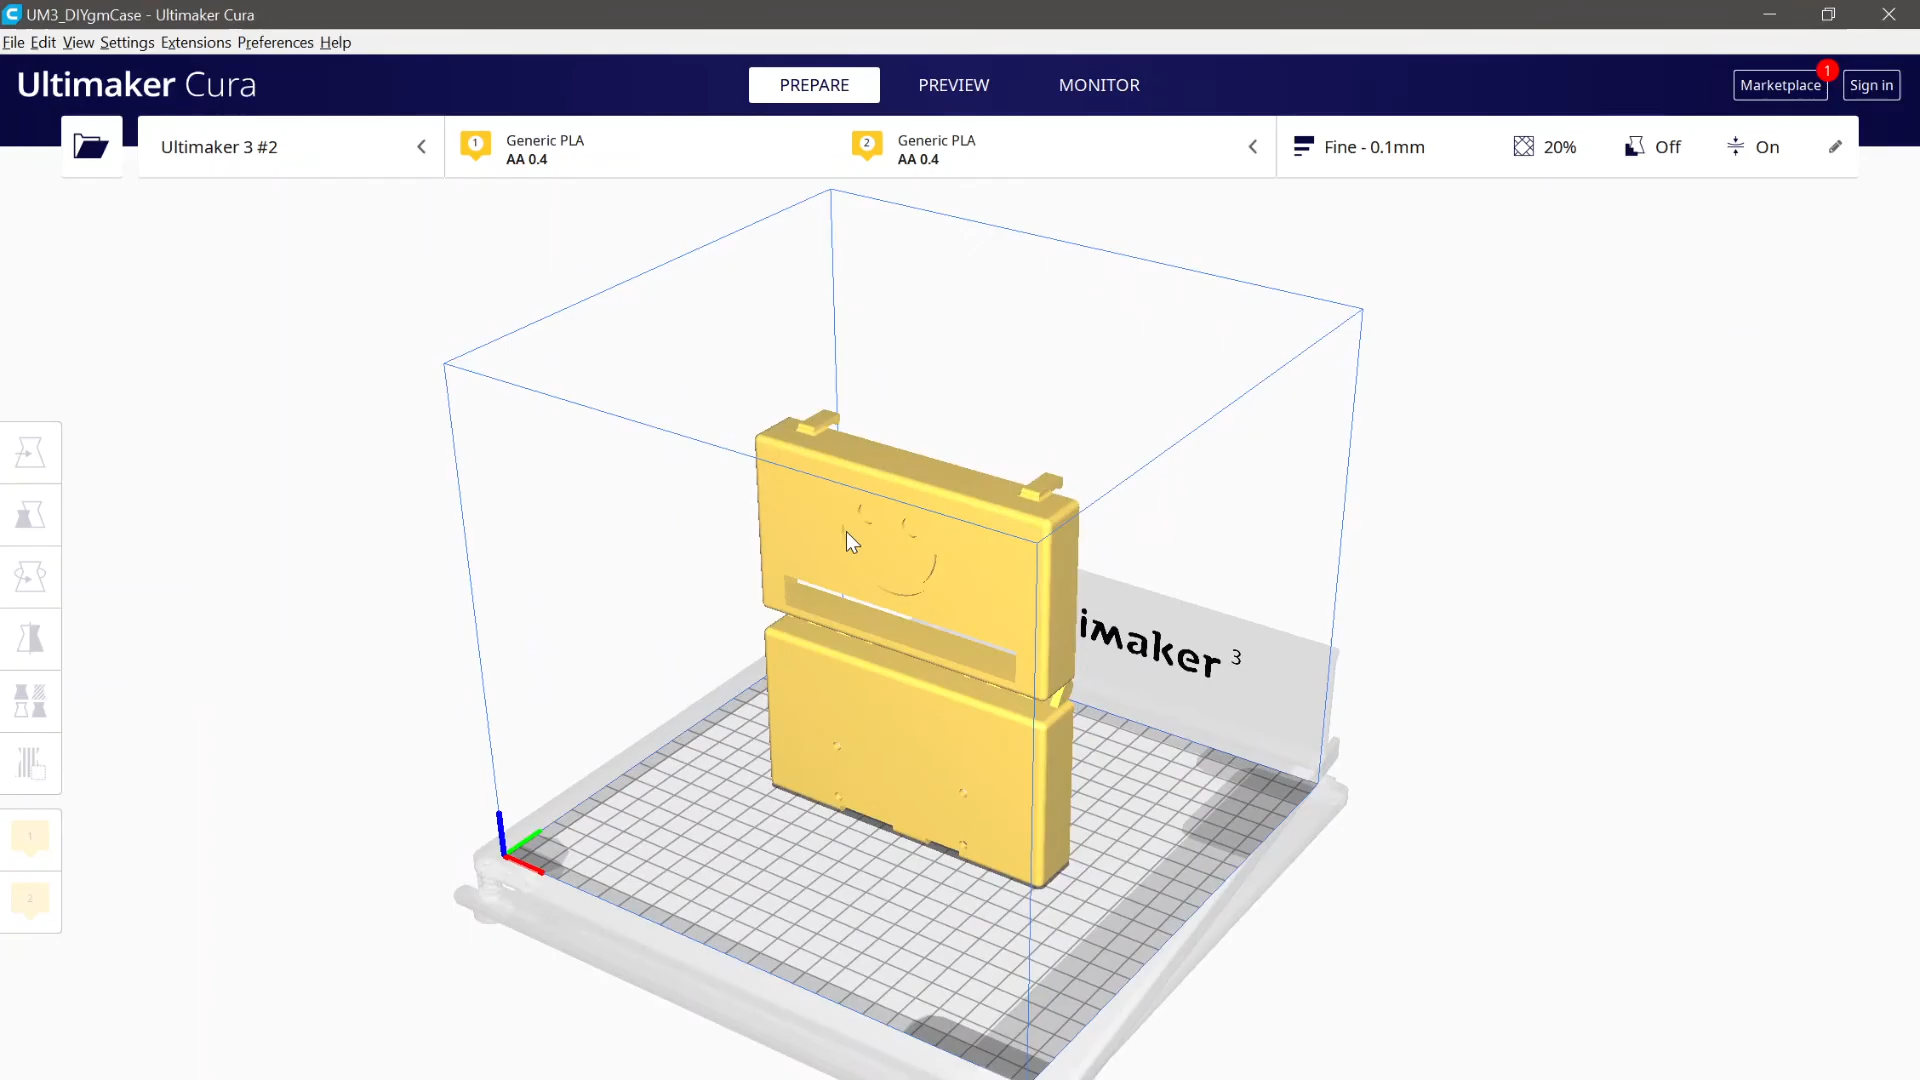 UM3_DIYgmCase - Ultimaker Cura
File Edit View Settings Extensions Preferences Help
Ultimaker Cura
PREPARE
PREVIEW
MONITOR
Marketplace
1
Sign in
Ultimaker 3 #2
1
Generic PLA
AA 0.4
2
Generic PLA
AA 0.4
Fine - 0.1mm
20%
Off
On
imaker 3
1
2